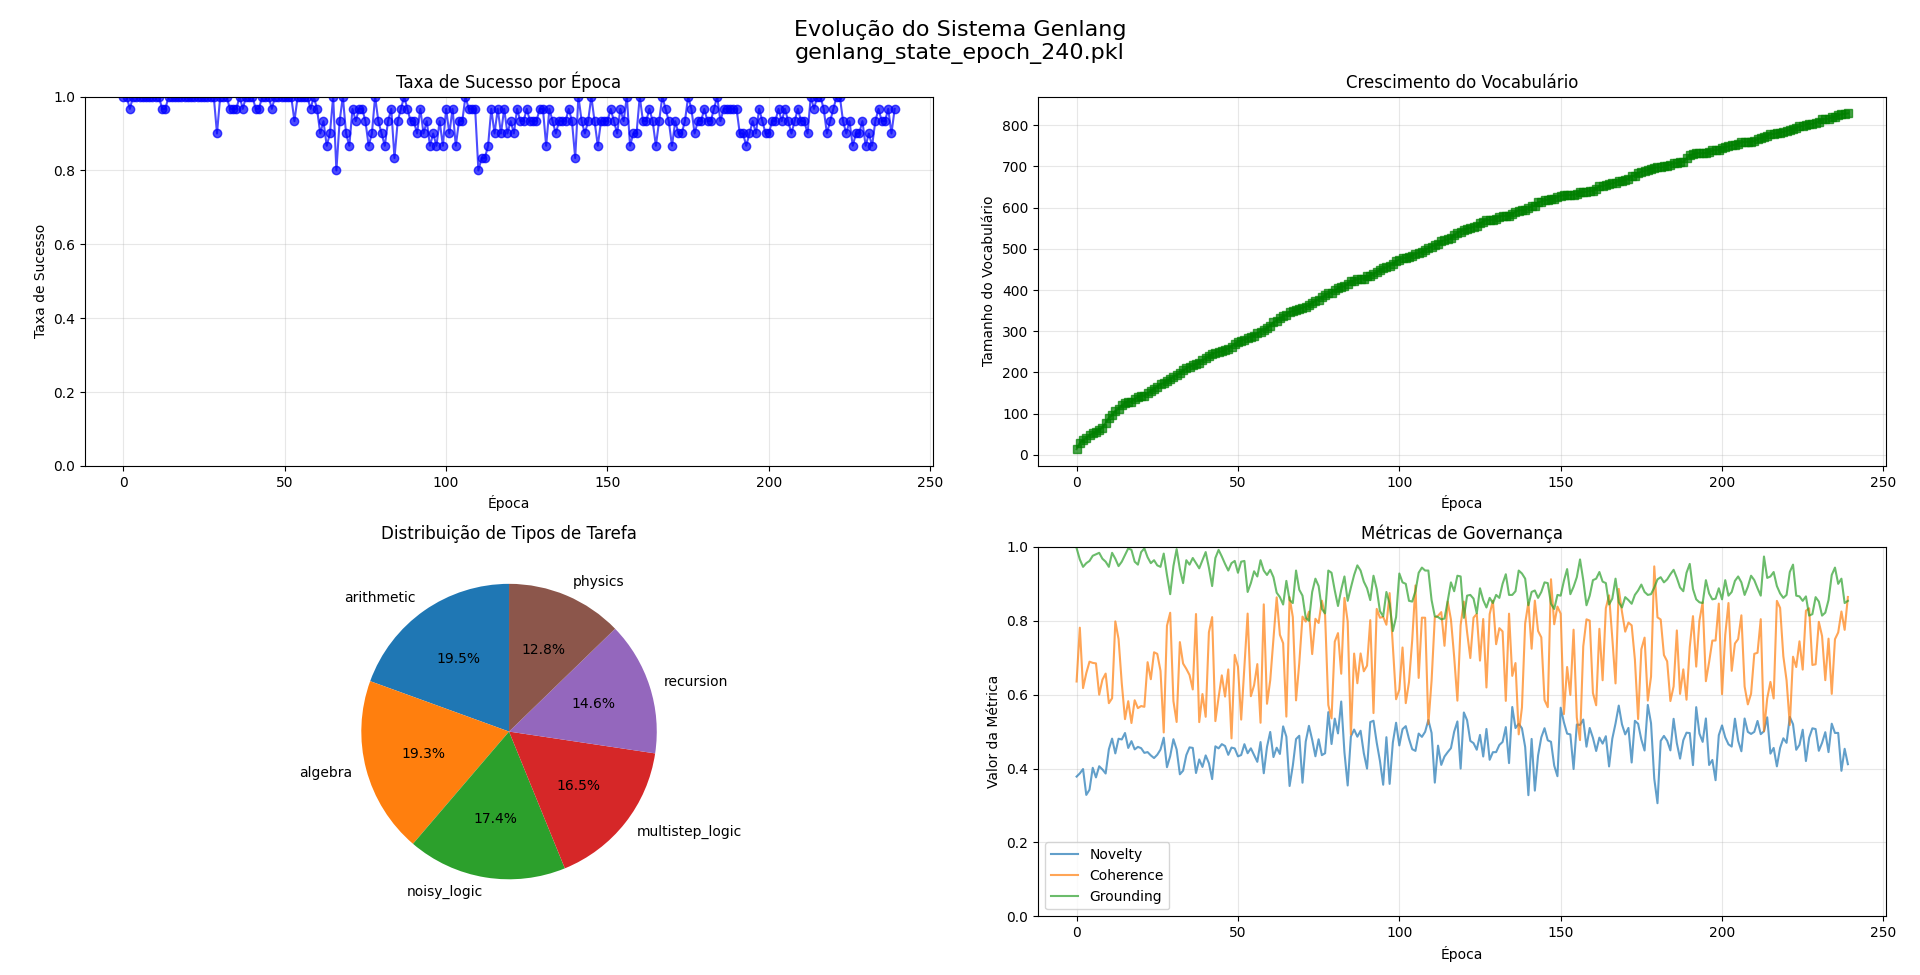 Evolução do Sistema Genlang
genlang_state_epoch_240.pkl
Taxa de Sucesso por Época
1.0
0.8
0.6
0.4
0.2
0.0
Taxa de Sucesso
0 50 100 150 200 250
Época
Crescimento do Vocabulário
800
700
600
500
400
300
200
100
0
Tamanho do Vocabulário
0 50 100 150 200 250
Época
Distribuição de Tipos de Tarefa
physics
arithmetic
12.8%
19.5%
recursion
14.6%
19.3%
algebra
16.5%
17.4%
multistep_logic
noisy_logic
Métricas de Governança
1.0
0.8
0.6
0.4
0.2
0.0
Valor da Métrica
Novelty
Coherence
Grounding
0 50 100 150 200 250
Época